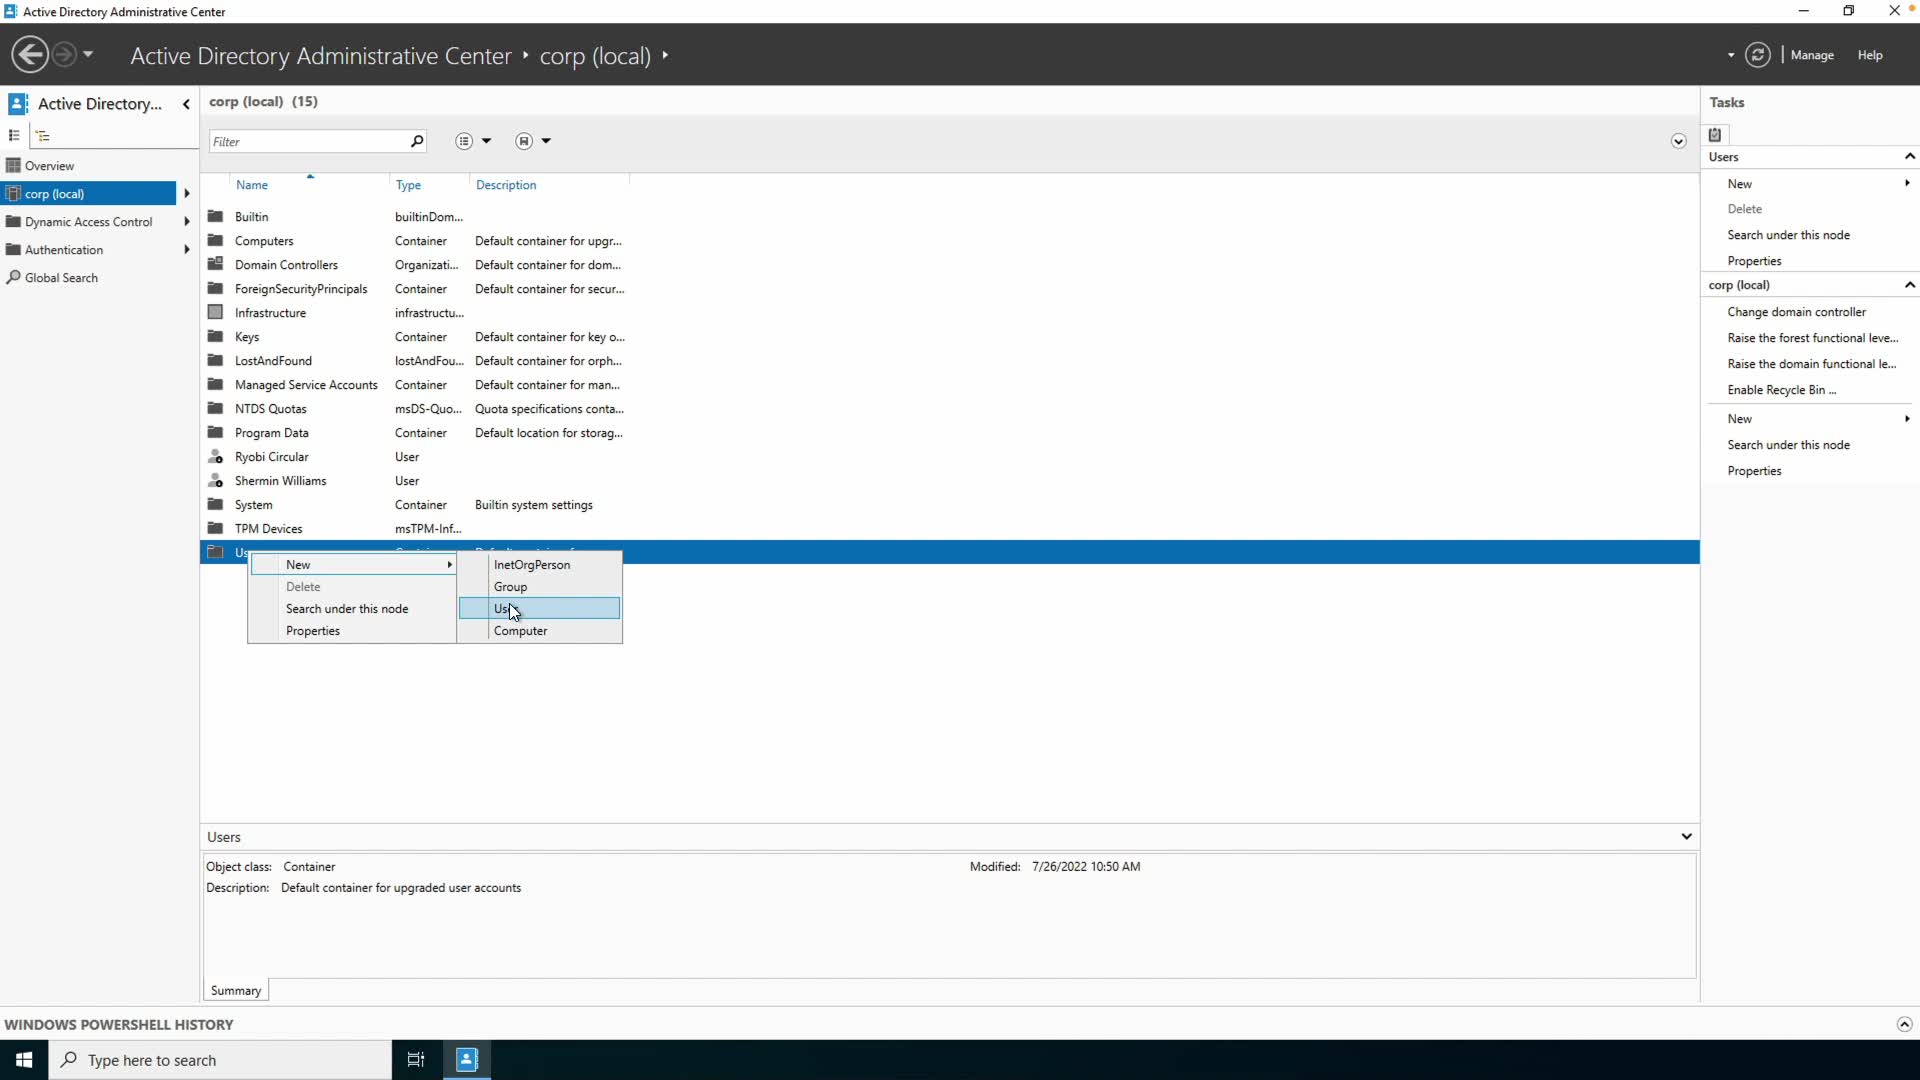 Active Directory Administrative Center
Active Directory Administrative Center corp (local)
Manage Help
Active Directory...
Overview
corp (local)
Dynamic Access Control
Authentication
Global Search
corp (local) (15)
Filter
Name Type Description
Builtin builtinDom...
Computers Container Default container for upgr...
Domain Controllers Organizati... Default container for dom...
ForeignSecurityPrincipals Container Default container for secur...
Infrastructure infrastructu...
Keys Container Default container for key o...
LostAndFound lostAndFou... Default container for orph...
Managed Service Accounts Container Default container for man...
NTDS Quotas msDS-Quo... Quota specifications conta...
Program Data Container Default location for storag...
Ryobi Circular User
Shermin Williams User
System Container Builtin system settings
TPM Devices msTPM-Inf...
New
Delete
Search under this node
Properties
InetOrgPerson
Group
Computer
Users
Object class: Container
Modified: 7/26/2022 10:50 AM
Description: Default container for upgraded user accounts
Summary
Tasks
Users
New
Delete
Search under this node
Properties
corp (local)
Change domain controller
Raise the forest functional leve...
Raise the domain functional le...
Enable Recycle Bin ...
New
Search under this node
Properties
WINDOWS POWERSHELL HISTORY
Type here to search